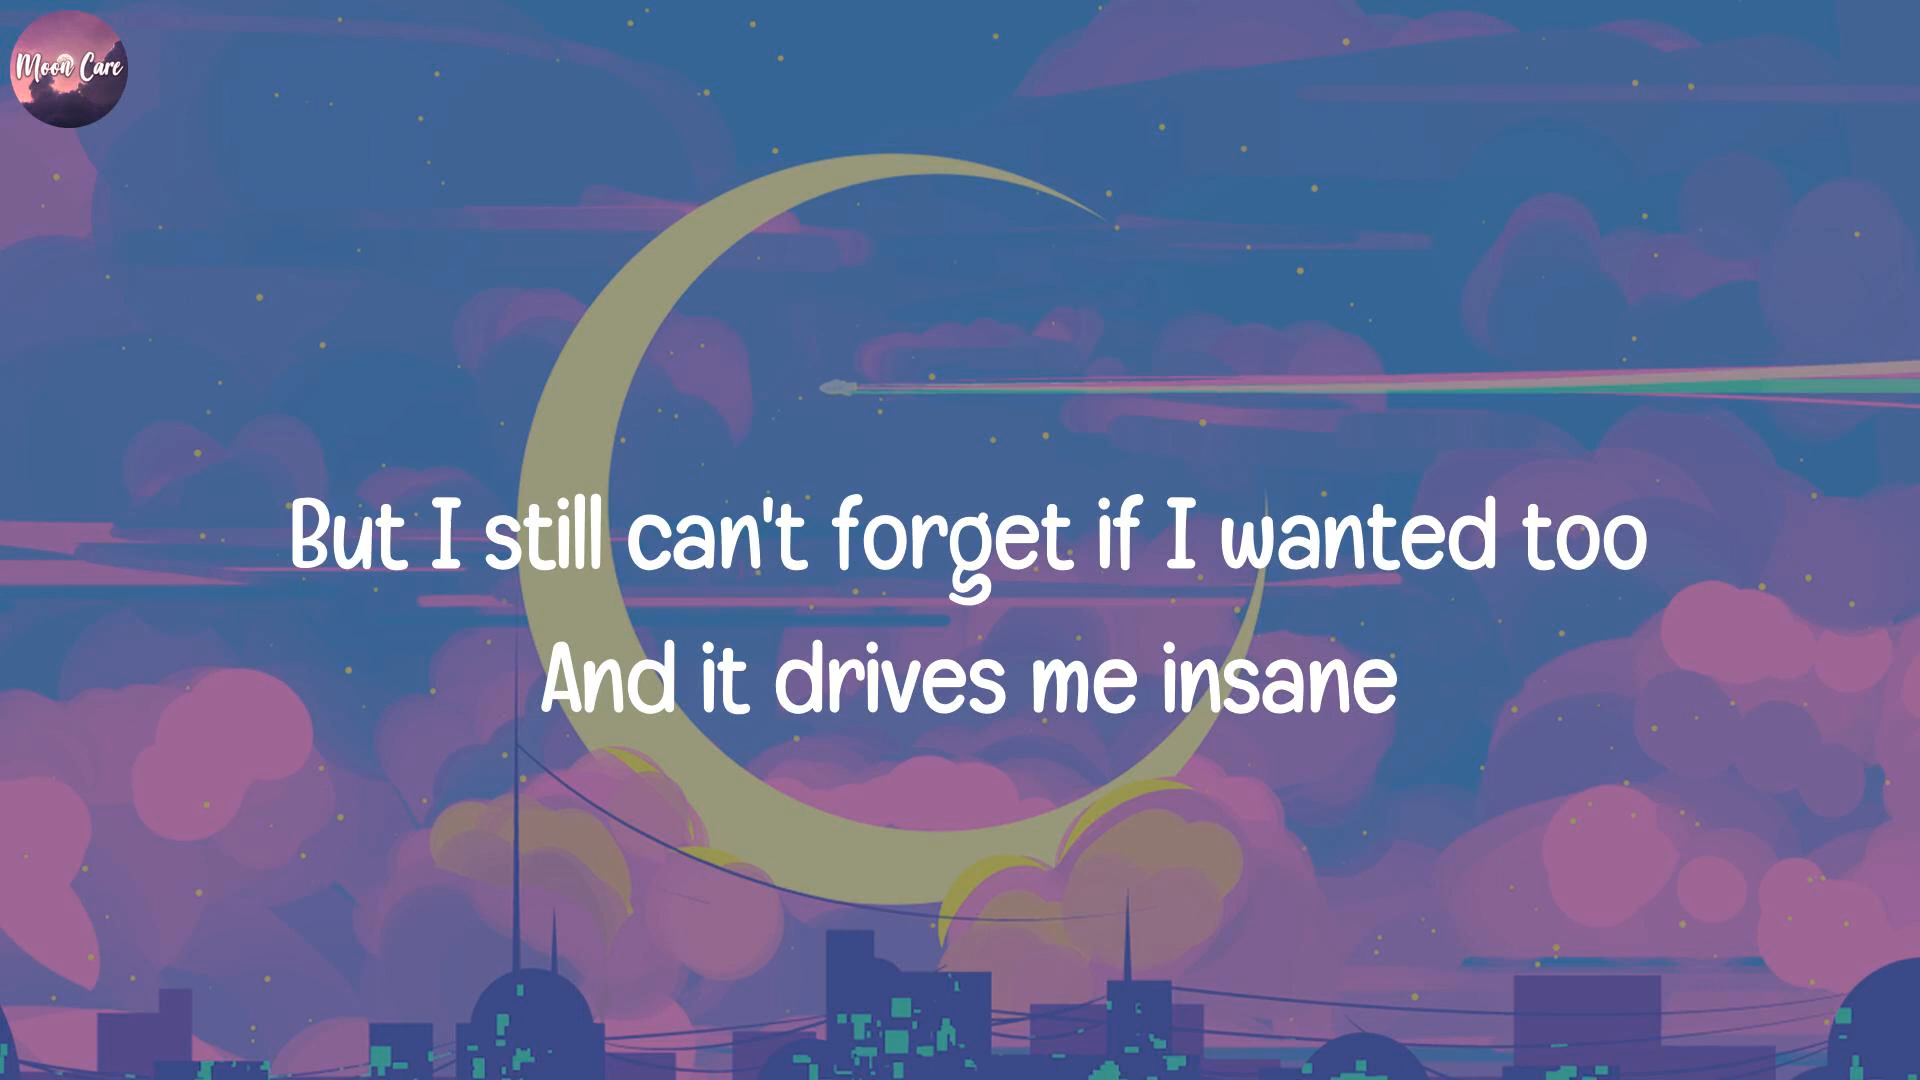 Moon Care
But I still can't forget if I wanted too
And it drives me insane